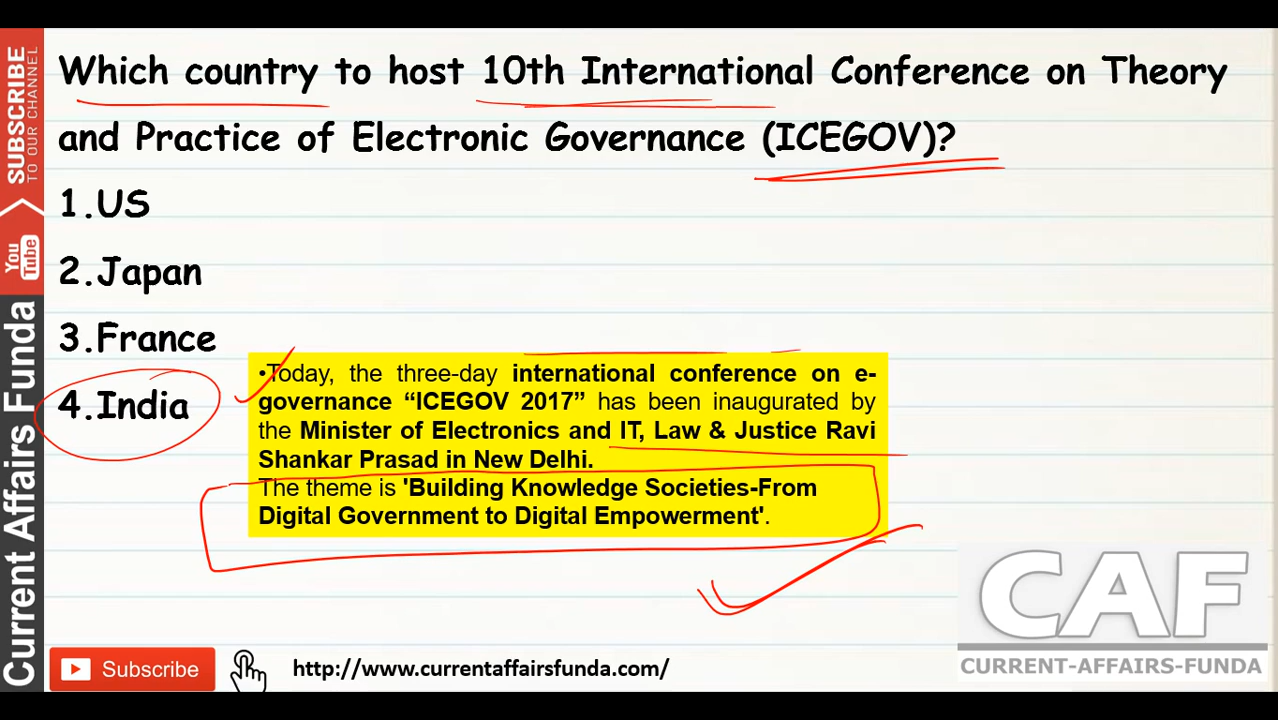 Which country to host 10th International Conference on Theory
and Practice of Electronic Governance (ICEGOV)?
1.US
2.Japan
3.France
4.India
•Today, the three-day international conference on e-
governance “ICEGOV 2017” has been inaugurated by
the Minister of Electronics and IT, Law & Justice Ravi
Shankar Prasad in New Delhi.
The theme is 'Building Knowledge Societies-From
Digital Government to Digital Empowerment'.
SUBSCRIBE
TO OUR CHANNEL
You
Tube
Current Affairs Funda
CAF
CURRENT-AFFAIRS-FUNDA
Subscribe
http://www.currentaffairsfunda.com/